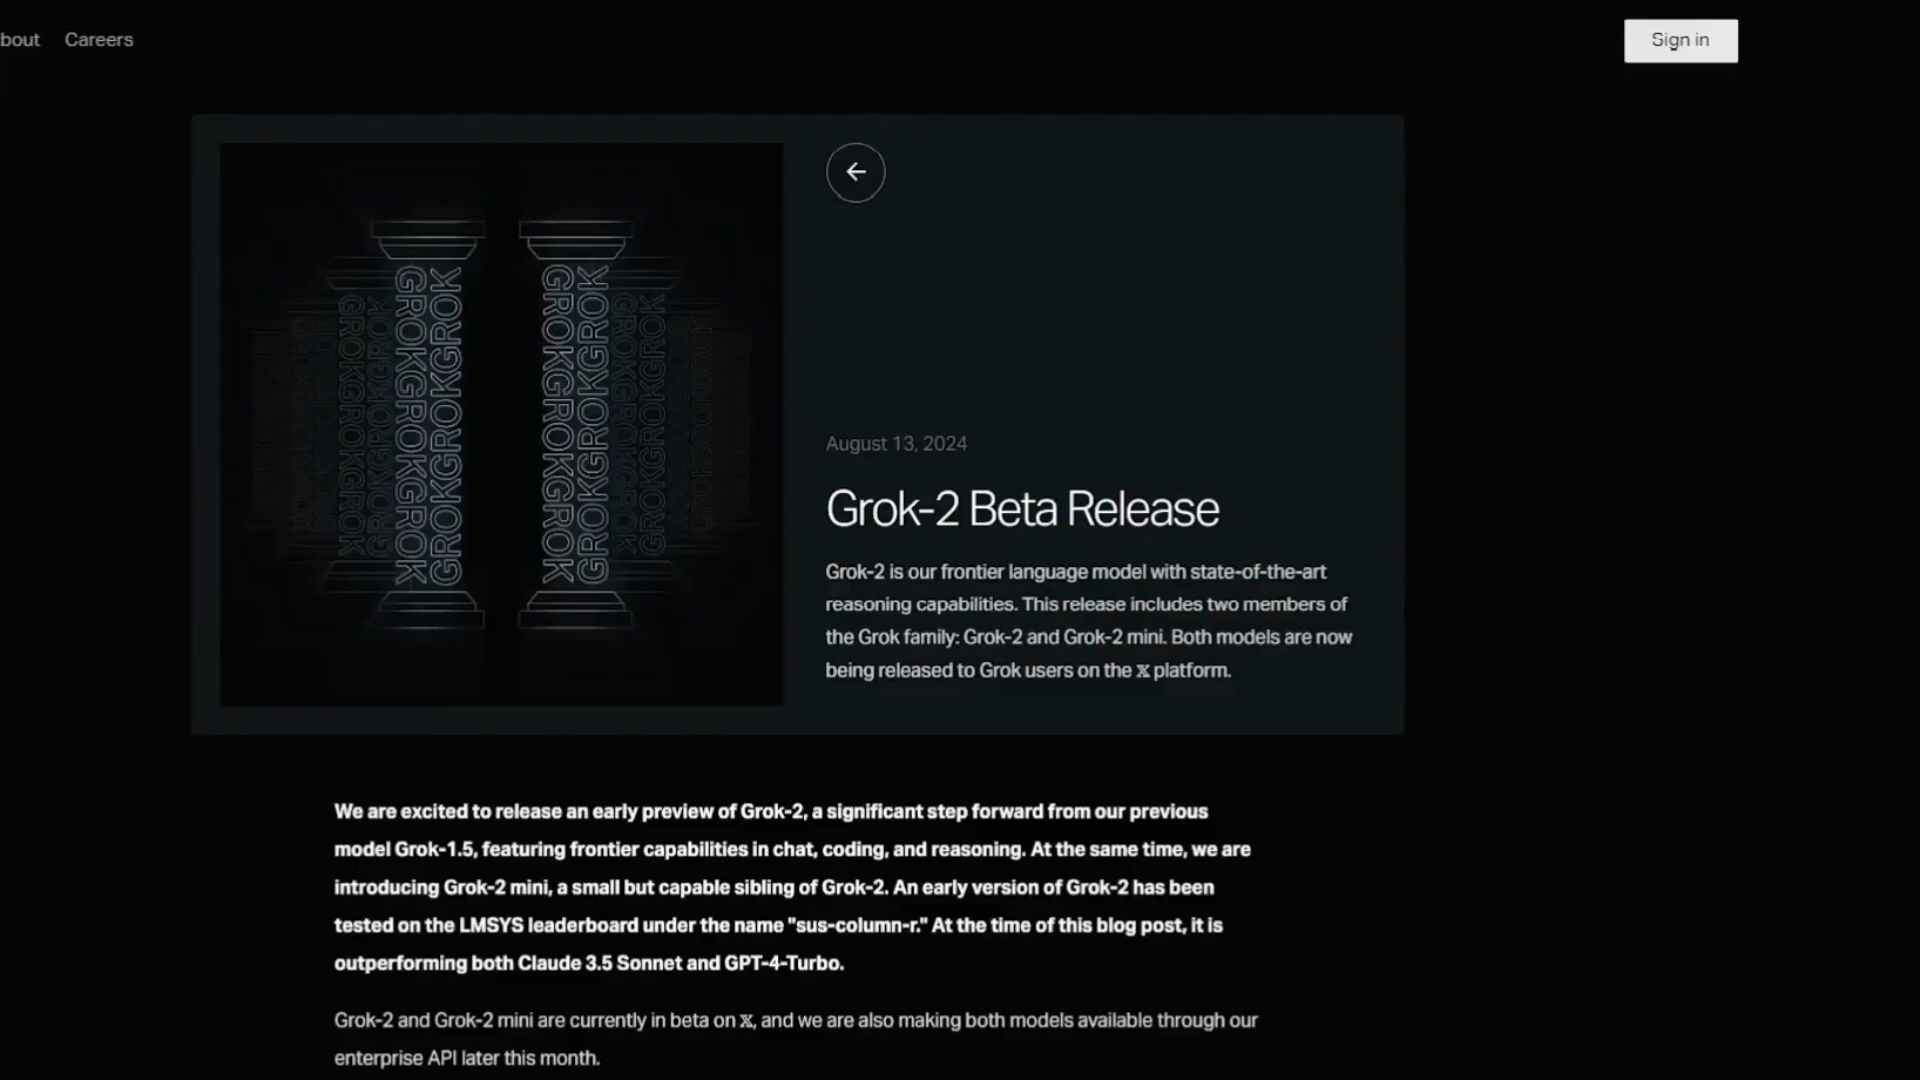 bout Careers
Sign in
GROKGROKGROK
GROKGROKGROK
GROKGROKGROK
GROKGROKGROK
August 13, 2024
Grok-2 Beta Release
Grok-2 is our frontier language model with state-of-the-art
reasoning capabilities. This release includes two members of
the Grok family: Grok-2 and Grok-2 mini. Both models are now
being released to Grok users on the 𝕏 platform.
We are excited to release an early preview of Grok-2, a significant step forward from our previous
model Grok-1.5, featuring frontier capabilities in chat, coding, and reasoning. At the same time, we are
introducing Grok-2 mini, a small but capable sibling of Grok-2. An early version of Grok-2 has been
tested on the LMSYS leaderboard under the name "sus-column-r." At the time of this blog post, it is
outperforming both Claude 3.5 Sonnet and GPT-4-Turbo.
Grok-2 and Grok-2 mini are currently in beta on 𝕏, and we are also making both models available through our
enterprise API later this month.